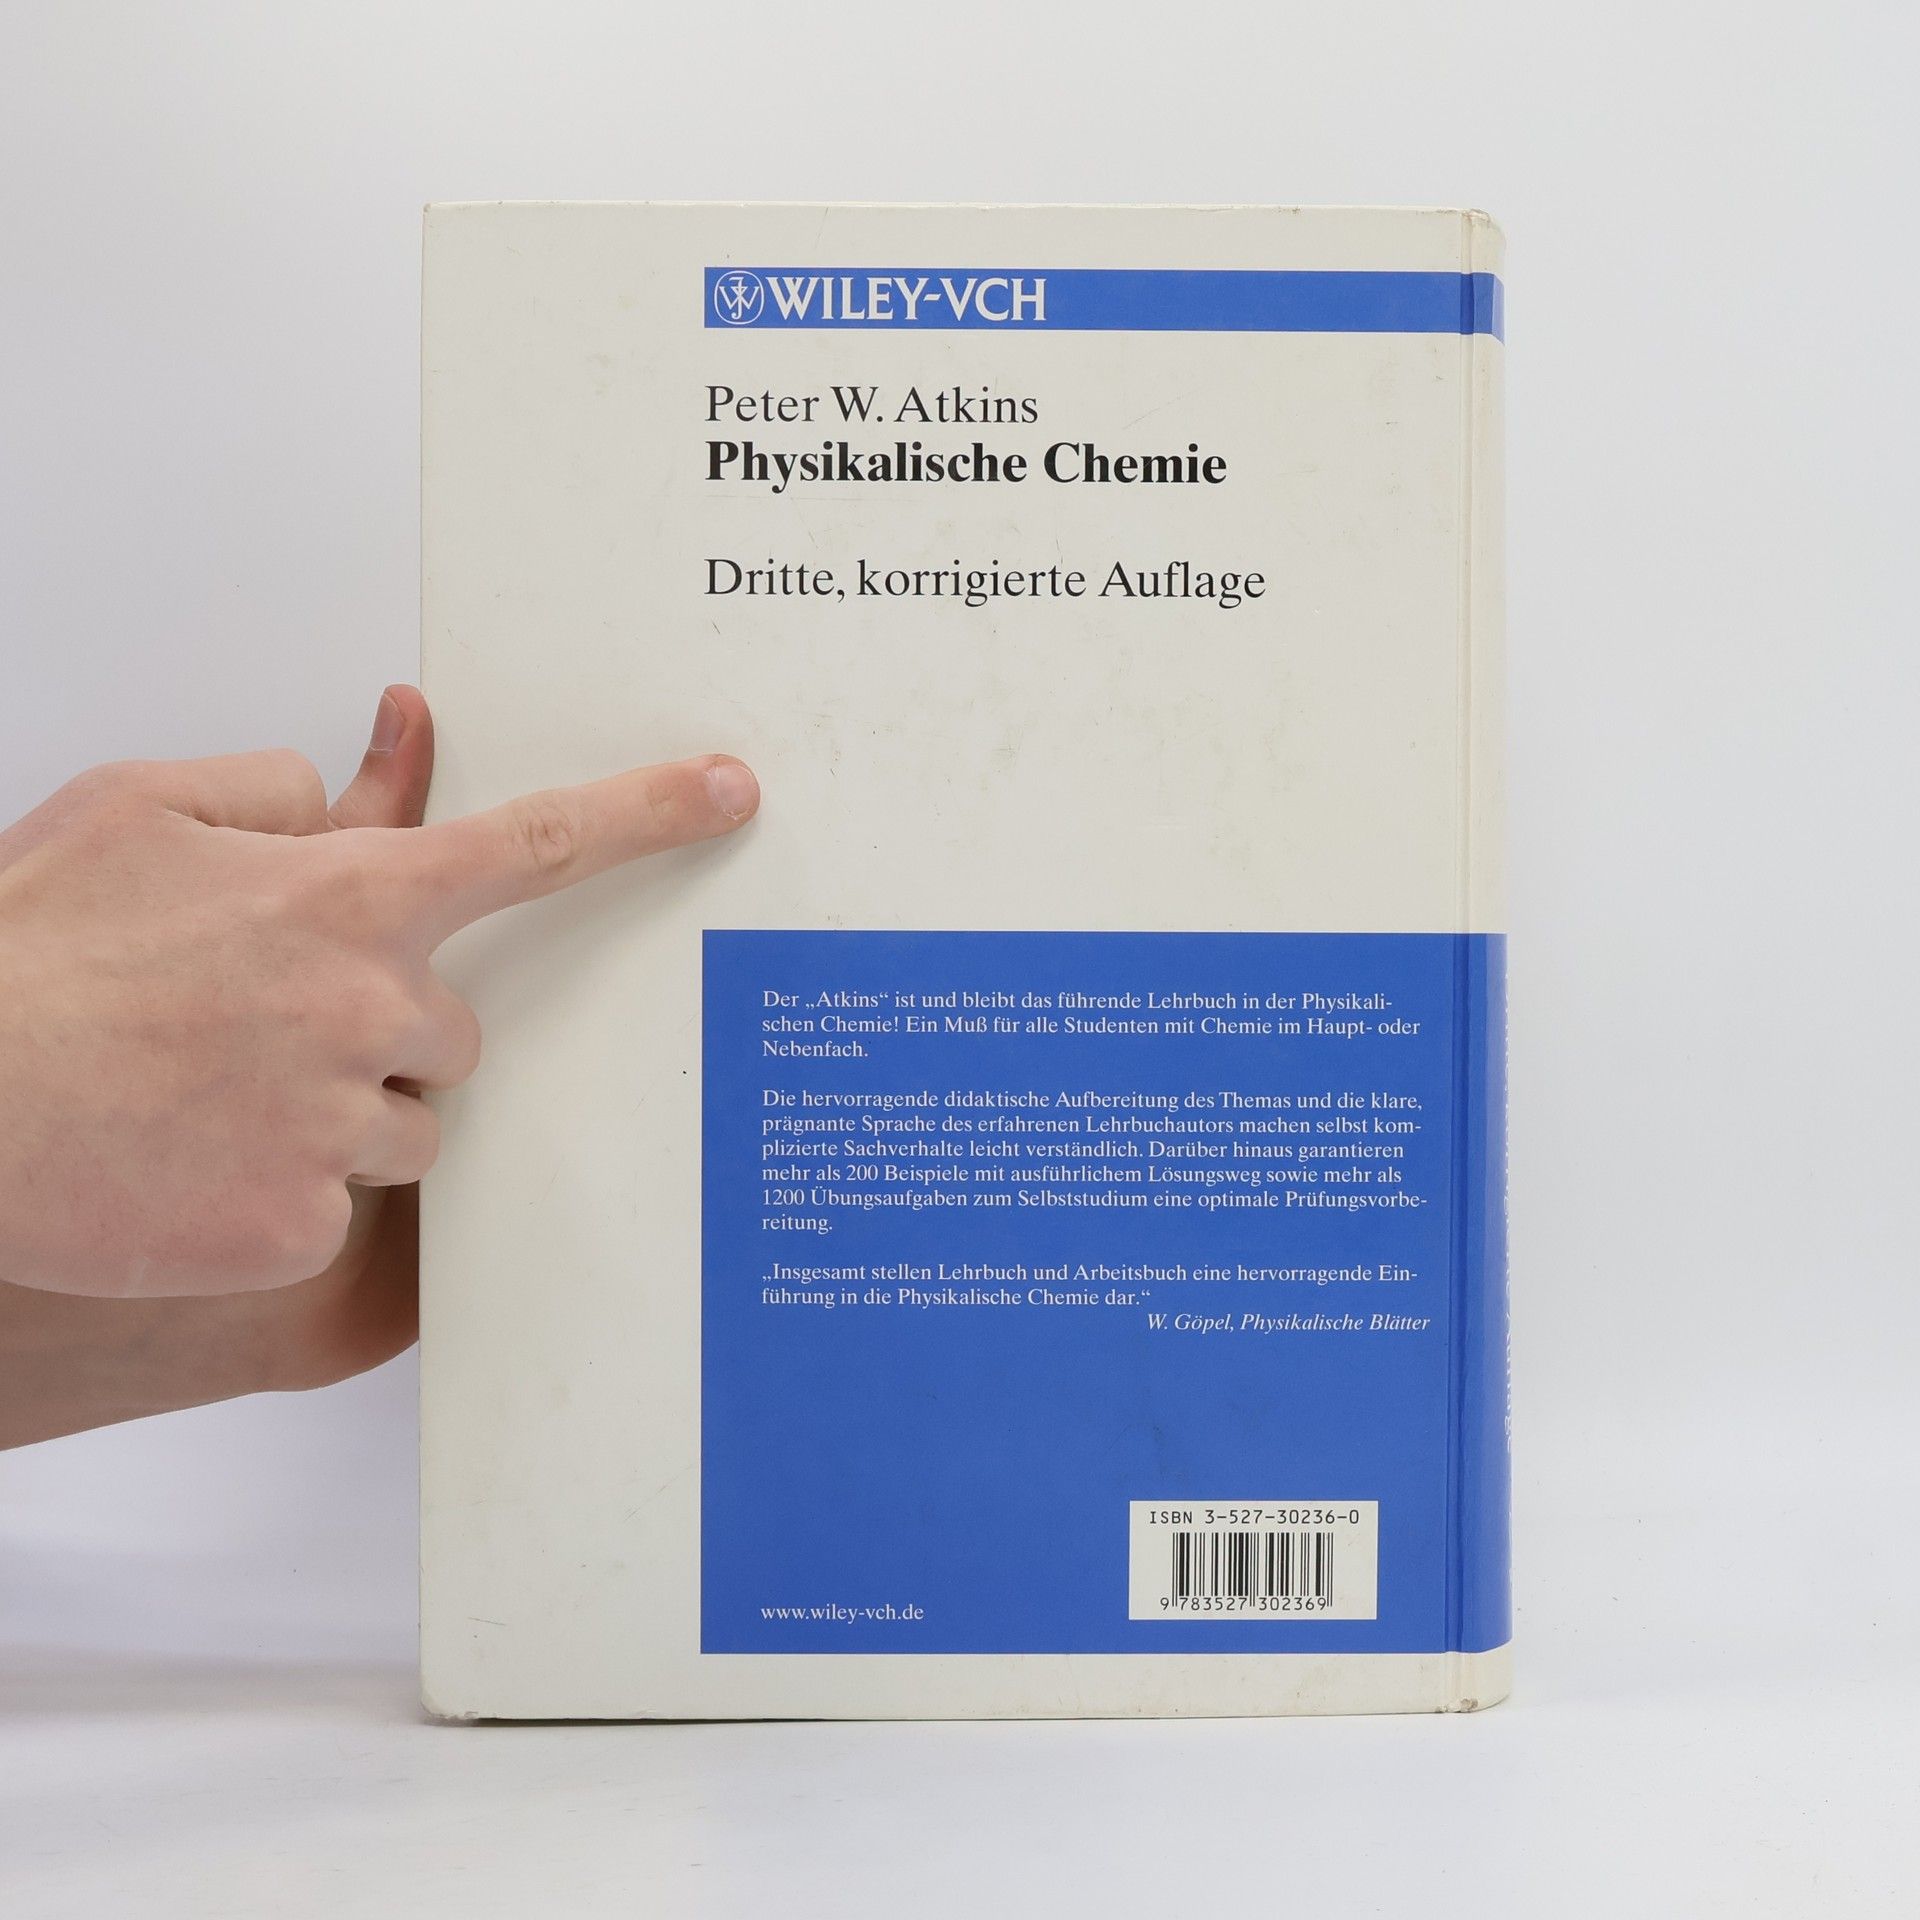 WILEY-VCH
Peter W. Atkins
Physikalische Chemie
Dritte, korrigierte Auflage
Der „Atkins“ ist und bleibt das führende Lehrbuch in der Physikali-
schen Chemie! Ein Muß für alle Studenten mit Chemie im Haupt- oder
Nebenfach.
Die hervorragende didaktische Aufbereitung des Themas und die klare,
prägnante Sprache des erfahrenen Lehrbuchautors machen selbst kom-
plizierte Sachverhalte leicht verständlich. Darüber hinaus garantieren
mehr als 200 Beispiele mit ausführlichem Lösungsweg sowie mehr als
1200 Übungsaufgaben zum Selbststudium eine optimale Prüfungsvorbe-
reitung.
„Insgesamt stellen Lehrbuch und Arbeitsbuch eine hervorragende Ein-
führung in die Physikalische Chemie dar.“
W. Göpel, Physikalische Blätter
ISBN 3-527-30236-0
9 783527 302369
www.wiley-vch.de